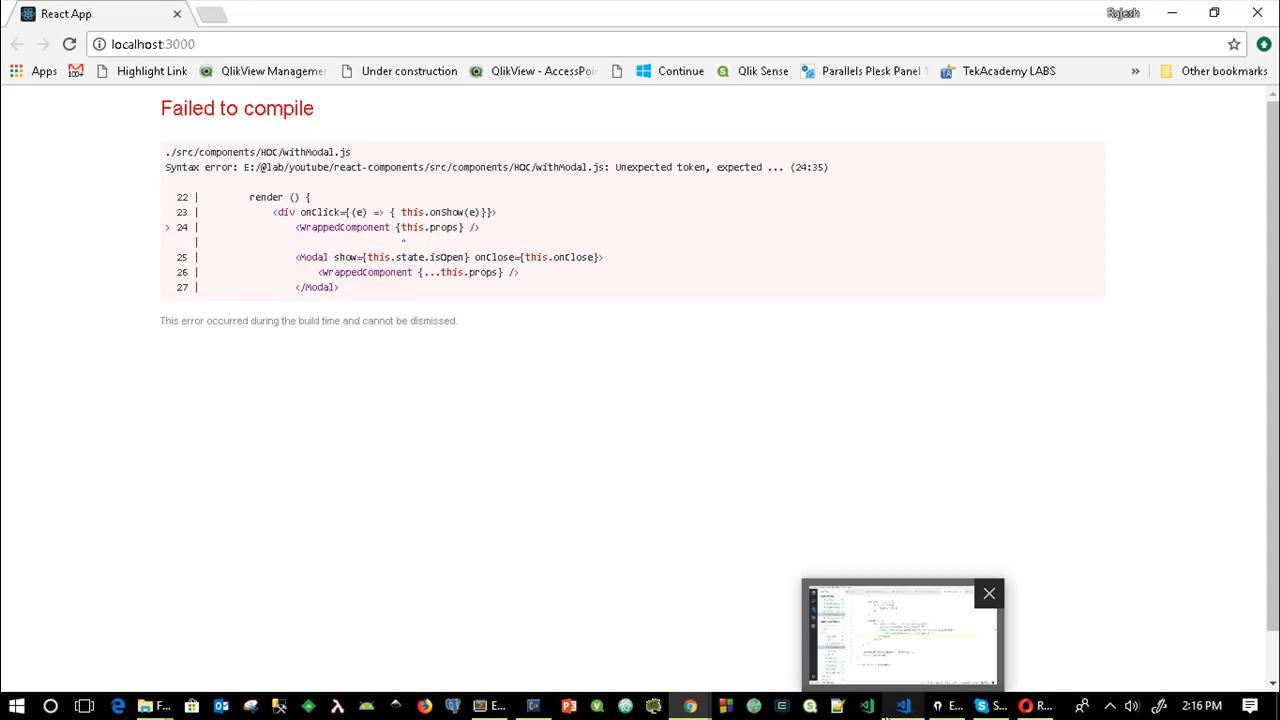 React App
Rajesh
localhost:3000
Apps
Highlight Link
QlikView Managemer
Under construction
QlikView - AccessPoi
Continue
Qlik Sense
Parallels Plesk Panel 1
TekAcademy LABS
»
Other bookmarks
Failed to compile
./src/components/HOC/withModal.js
Syntax error: E:/@lab/youtube/react-components/src/components/HOC/withModal.js: Unexpected token, expected ... (24:35)
22 | render () {
23 | <div onClick={(e) => { this.onShow(e)}}>
> 24 | <WrappedComponent {this.props} />
| ^
25 | <Modal show={this.state.isOpen} onClose={this.onClose}>
26 | <WrappedComponent {...this.props} />
27 | </Modal>
This error occurred during the build time and cannot be dismissed.
F...
E...
E...
S...
R...
2:16 PM